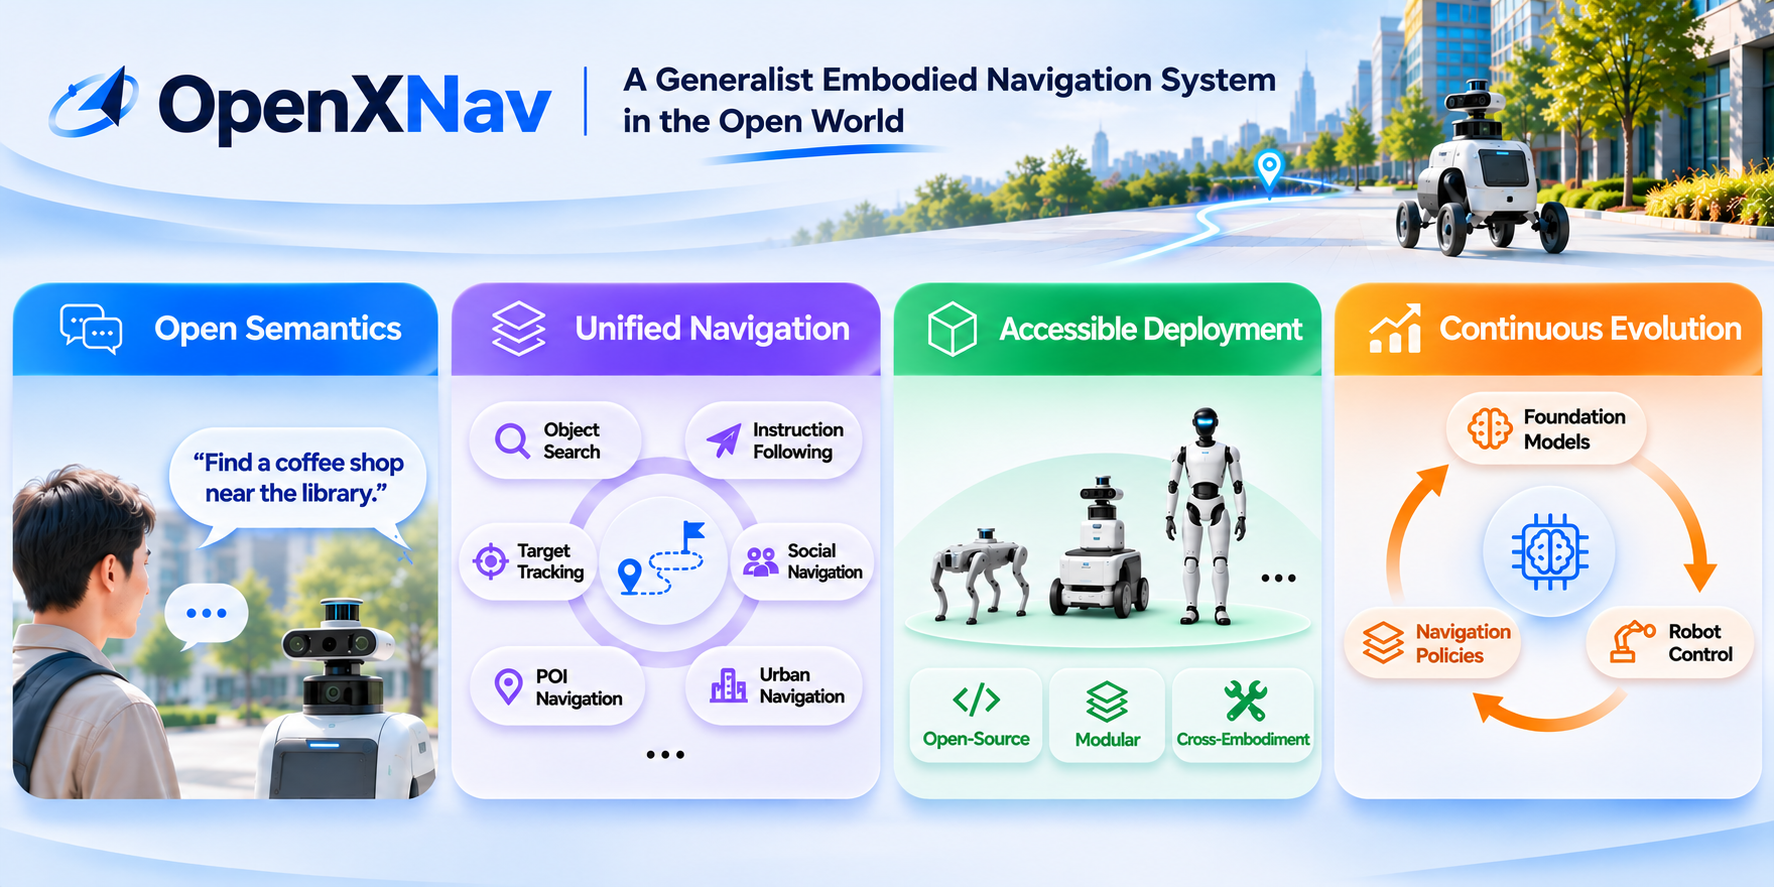 OpenXNav
A Generalist Embodied Navigation System
in the Open World
Open Semantics
“Find a coffee shop
near the library.”
Unified Navigation
Object
Search
Instruction
Following
Target
Tracking
Social
Navigation
POI
Navigation
Urban
Navigation
Accessible Deployment
Open-Source
Modular
Cross-Embodiment
Continuous Evolution
Foundation
Models
Navigation
Policies
Robot
Control